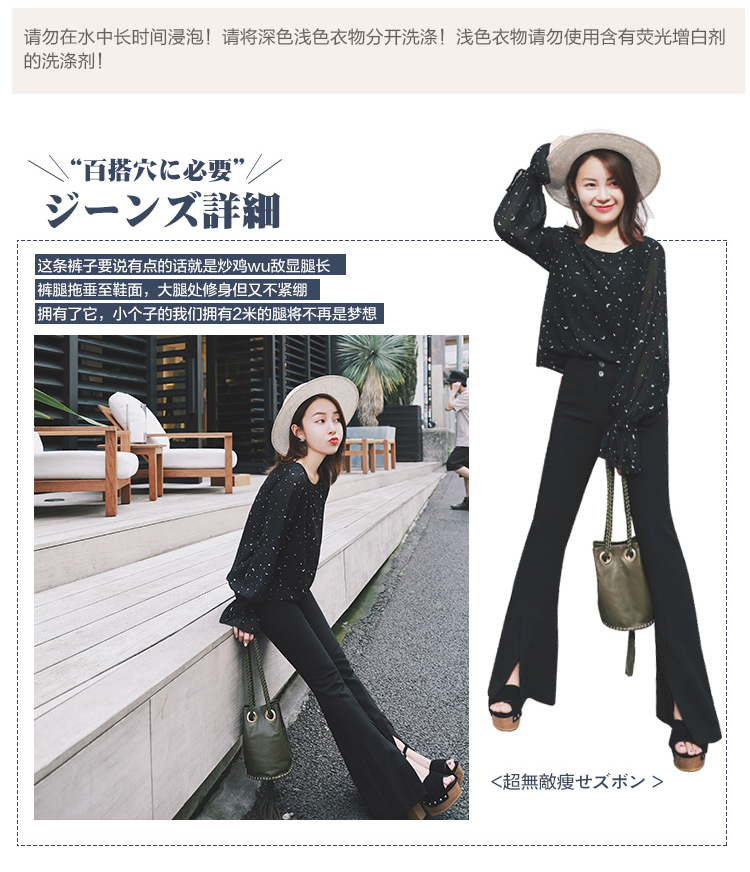 请勿在水中长时间浸泡！请将深色浅色衣物分开洗涤！浅色衣物请勿使用含有荧光增白剂
的洗涤剂！
“百搭穴に必要”
ジーンズ詳細
这条裤子要说有点的话就是炒鸡wu敌显腿长
裤腿拖垂至鞋面，大腿处修身但又不紧绷
拥有了它，小个子的我们拥有2米的腿将不再是梦想
<超無敵痩せズボン >